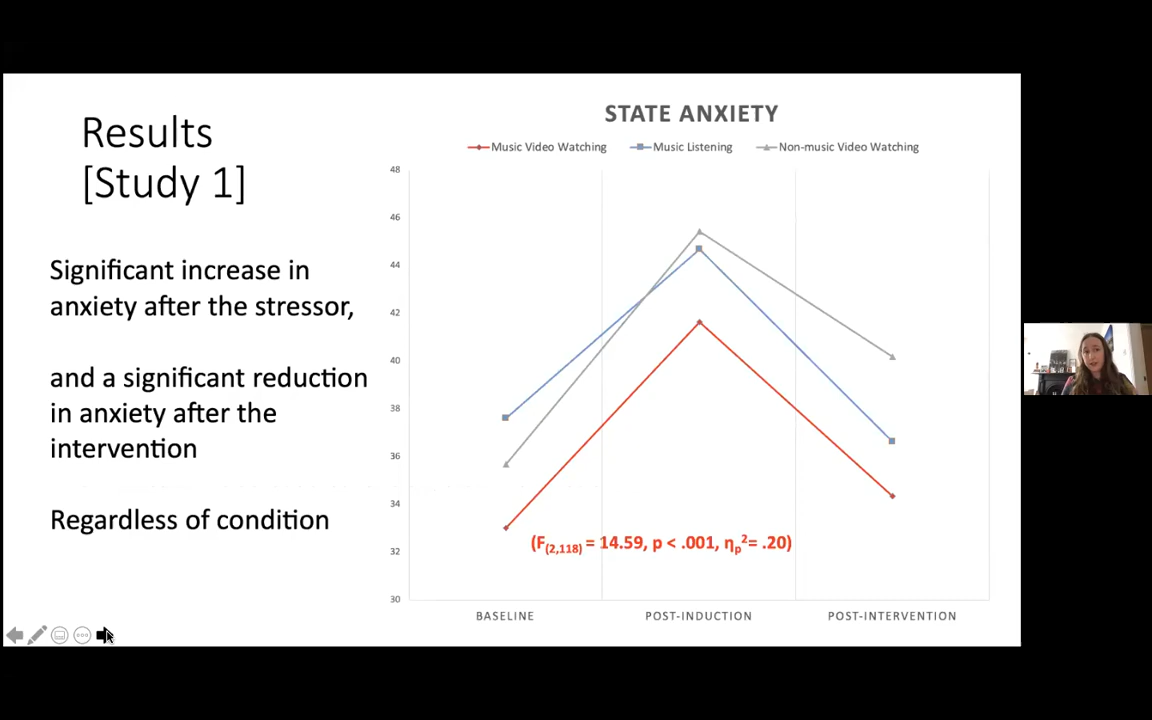 Results
[Study 1]
Significant increase in
anxiety after the stressor,
and a significant reduction
in anxiety after the
intervention
Regardless of condition
STATE ANXIETY
Music Video Watching Music Listening Non-music Video Watching
48
46
44
42
40
38
36
34
32
30
(F(2,118) = 14.59, p < .001, ηp²= .20)
BASELINE POST-INDUCTION POST-INTERVENTION